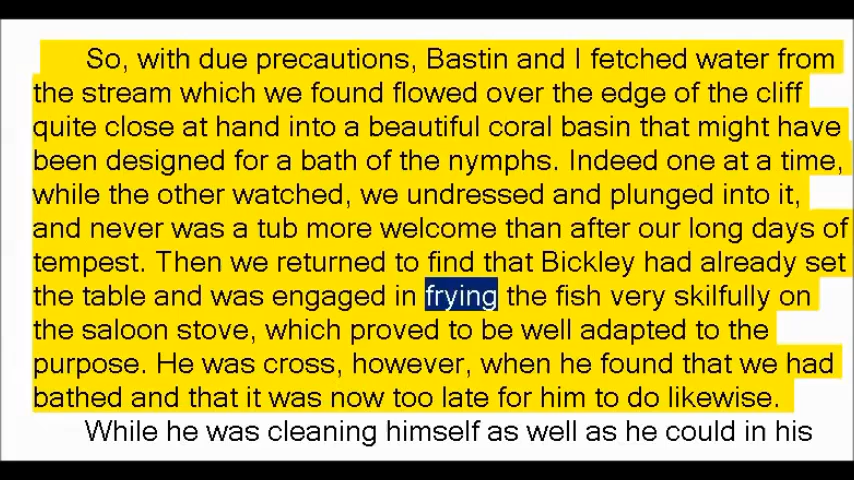 So, with due precautions, Bastin and I fetched water from
the stream which we found flowed over the edge of the cliff
quite close at hand into a beautiful coral basin that might have
been designed for a bath of the nymphs. Indeed one at a time,
while the other watched, we undressed and plunged into it,
and never was a tub more welcome than after our long days of
tempest. Then we returned to find that Bickley had already set
the table and was engaged in frying the fish very skilfully on
the saloon stove, which proved to be well adapted to the
purpose. He was cross, however, when he found that we had
bathed and that it was now too late for him to do likewise.
While he was cleaning himself as well as he could in his